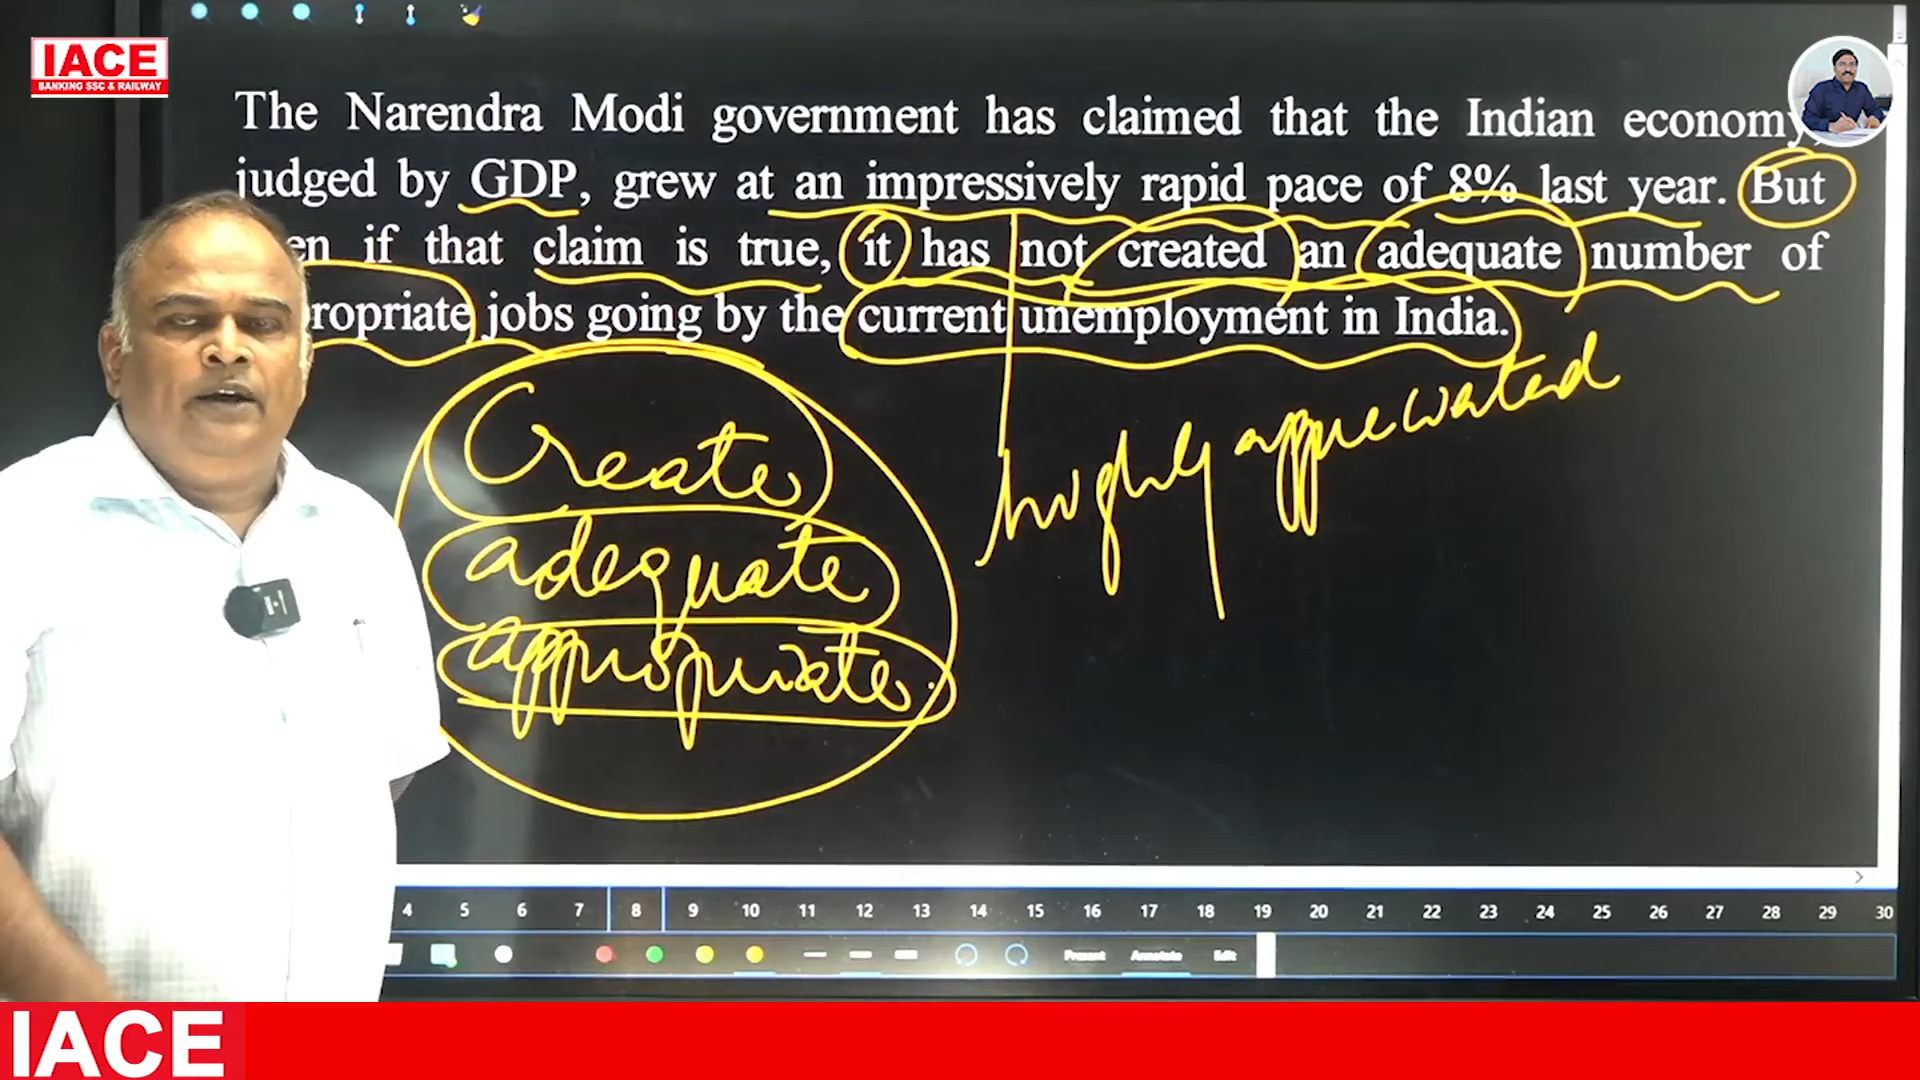 IACE
BANKING SSC & RAILWAY
The Narendra Modi government has claimed that the Indian economy,
judged by GDP, grew at an impressively rapid pace of 8% last year. But
en if that claim is true, it has not created an adequate number of
ropriate jobs going by the current unemployment in India.
Create
adequate
appropriate
highly appreciated
4 5 6 7 8 9 10 11 12 13 14 15 16 17 18 19 20 21 22 23 24 25 26 27 28 29 30
Present Annotate Edit
IACE